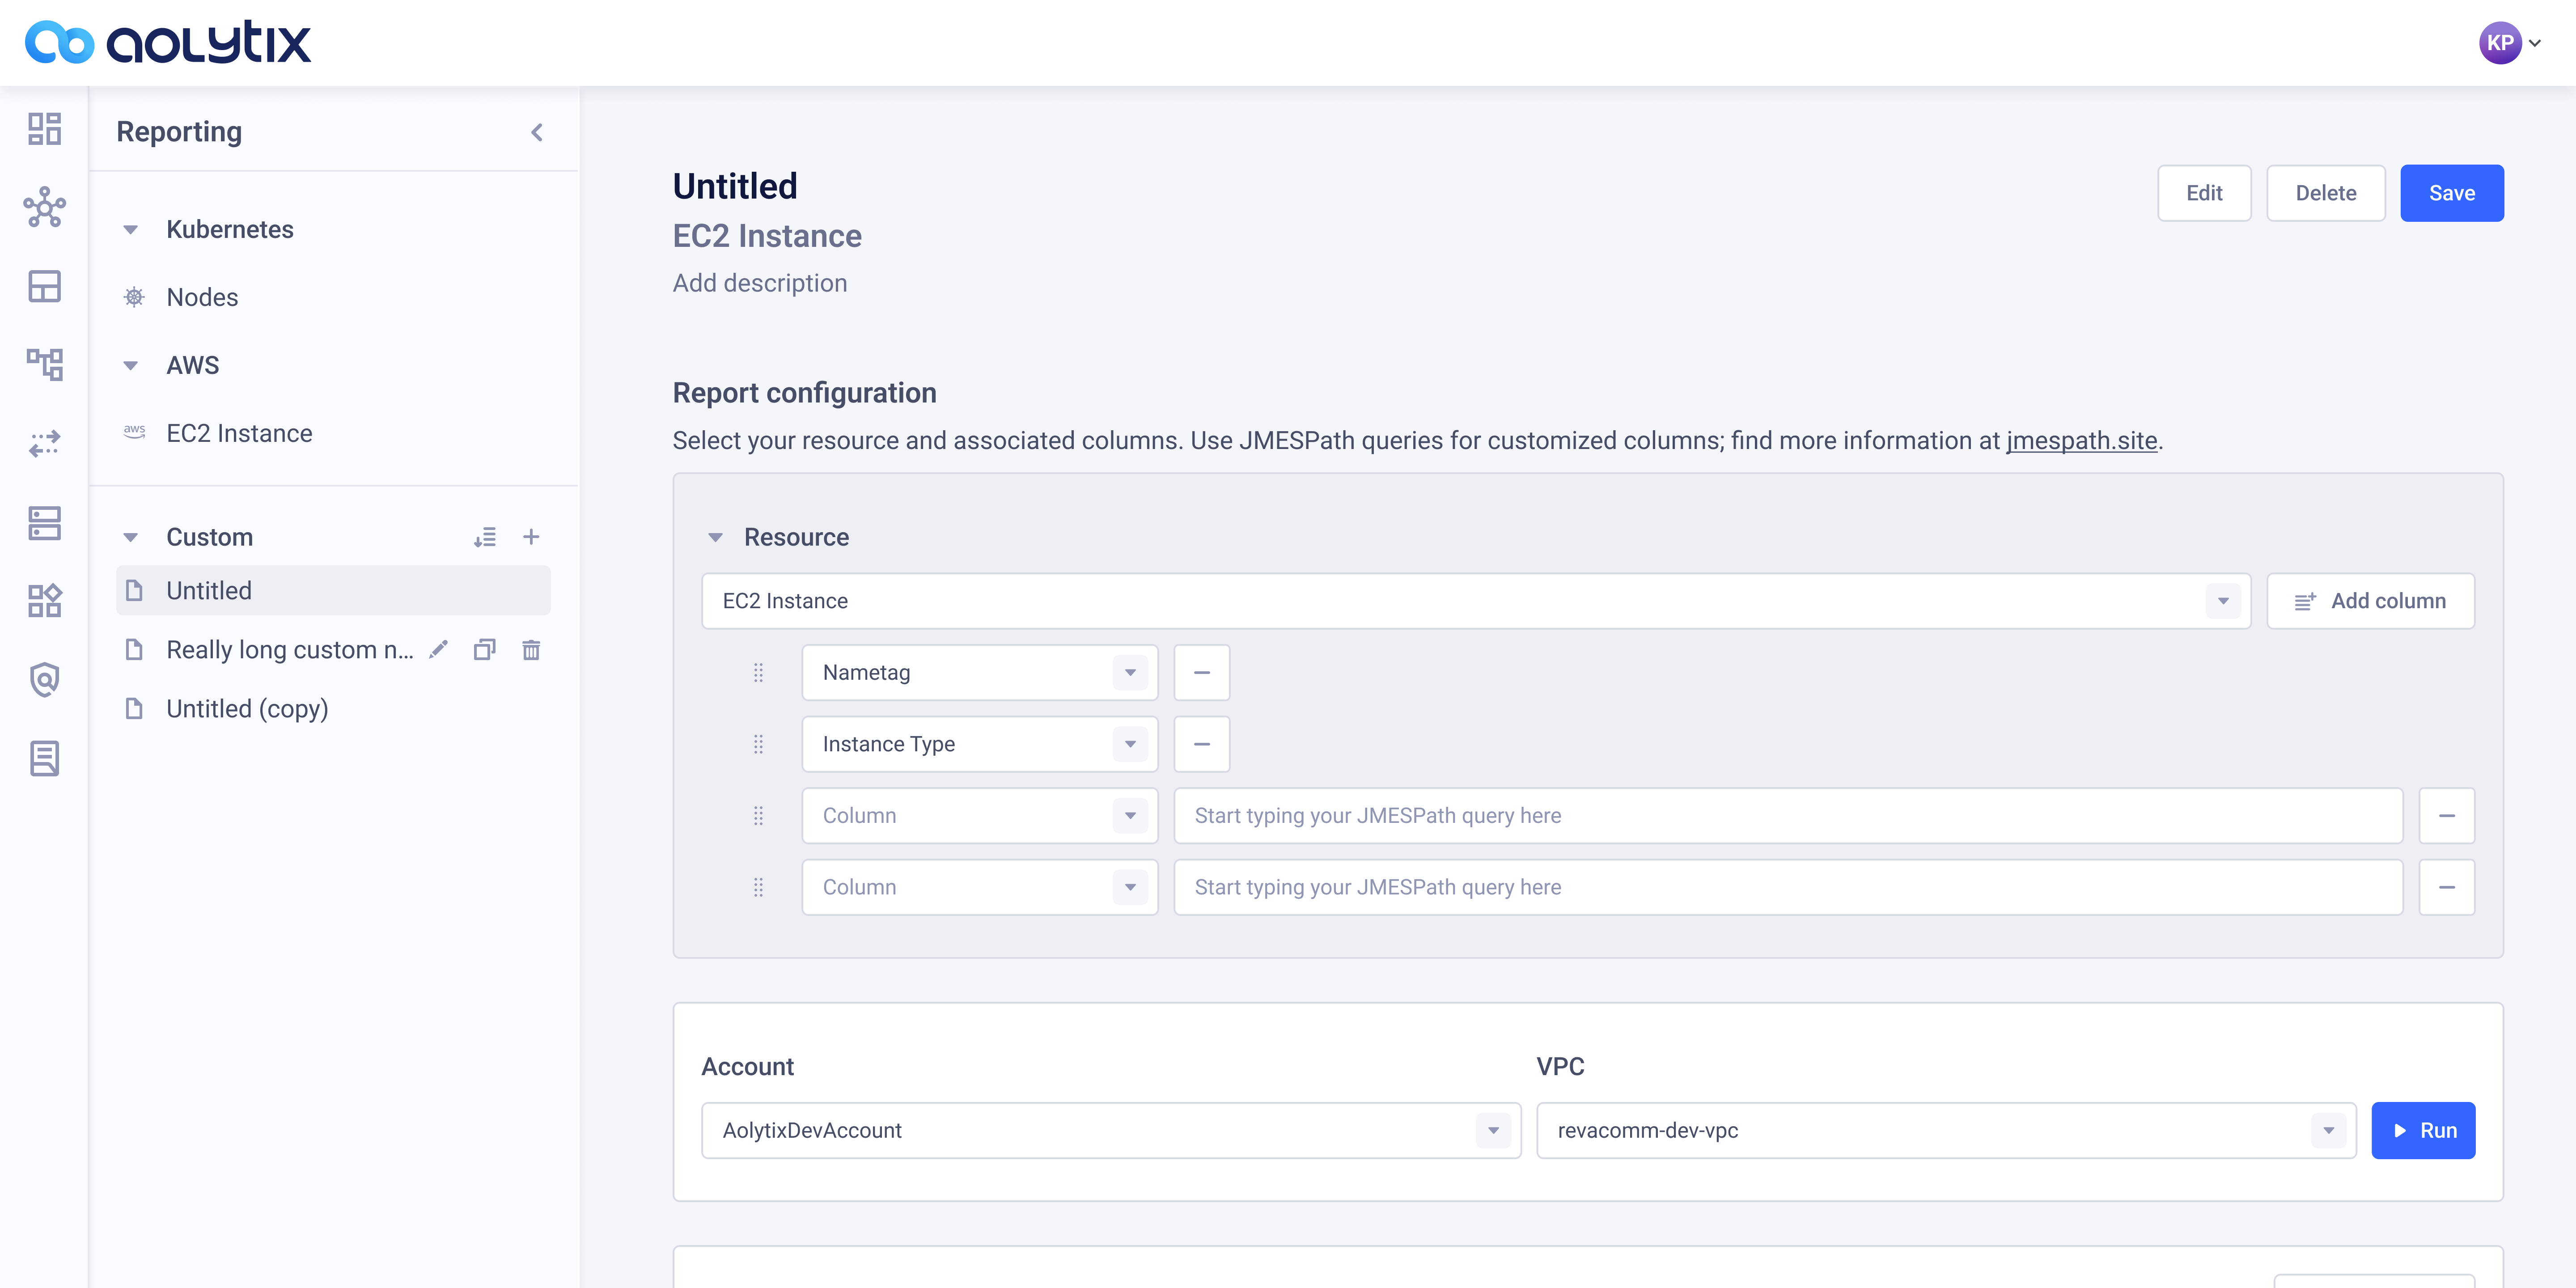 aolytix
KP
Reporting
Kubernetes
Nodes
AWS
aws EC2 Instance
Custom
Untitled
Really long custom n...
Untitled (copy)
Untitled
EC2 Instance
Add description
Edit
Delete
Save
Report configuration
Select your resource and associated columns. Use JMESPath queries for customized columns; find more information at jmespath.site.
Resource
EC2 Instance
Add column
Nametag
Instance Type
Column
Start typing your JMESPath query here
Column
Start typing your JMESPath query here
Account
VPC
AolytixDevAccount
revacomm-dev-vpc
Run